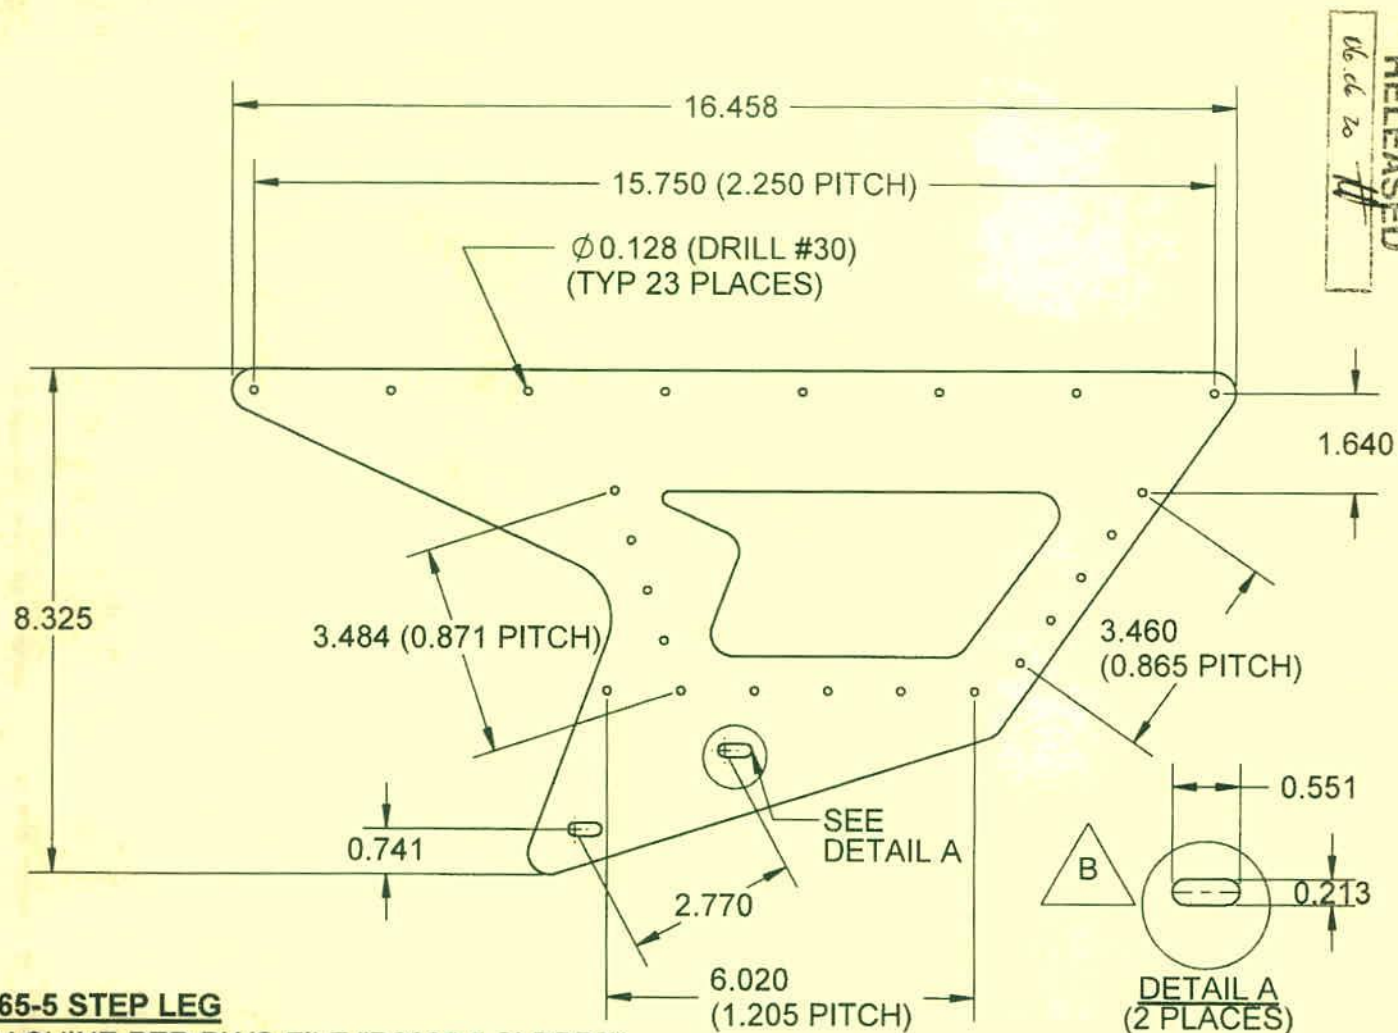 RELEASED
16.458
15.750 (2.250 PITCH)
Ø0.128 (DRILL #30)
(TYP 23 PLACES)
1.640
8.325
3.484 (0.871 PITCH)
3.460
(0.865 PITCH)
SEE
DETAIL A
0.741
2.770
0.551
B
0.213
6.020
(1.205 PITCH)
DETAIL A
(2 PLACES)
65-5 STEP LEG